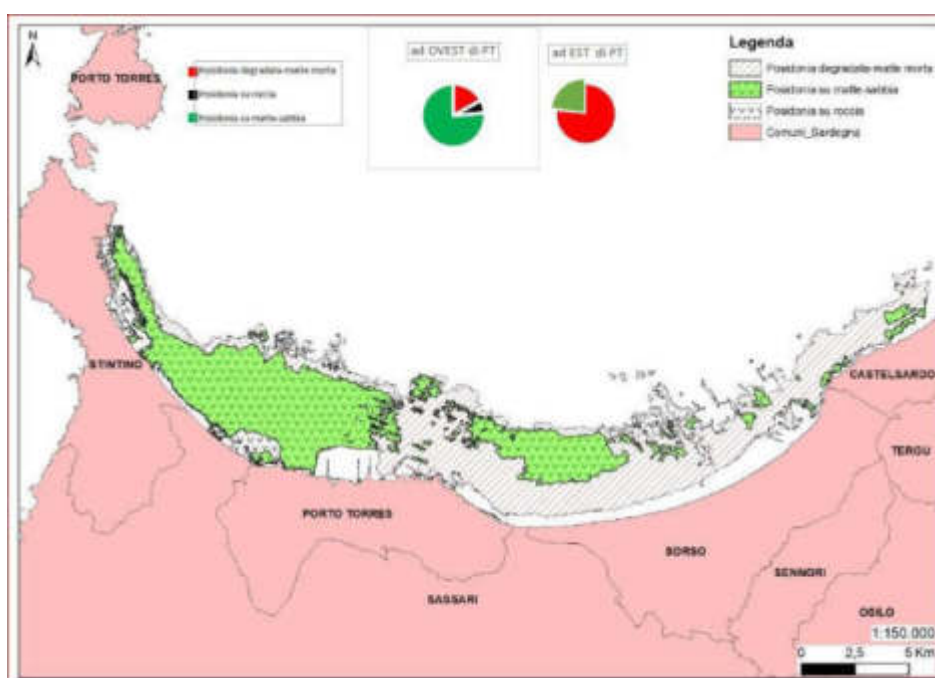 N
PORTO TORRES
Posidonia degradata-matte morta
Posidonia su roccia
Posidonia su matte-sabbia
ad OVEST di PT
ad EST di PT
Legenda
Posidonia degradata-matte morta
Posidonia su matte-sabbia
Posidonia su roccia
Comuni_Sardegna
STINTINO
CASTELSARDO
TERGU
PORTO TORRES
SORSO
SENNORI
SASSARI
OSILO
1:150.000
0 2,5 5 Km